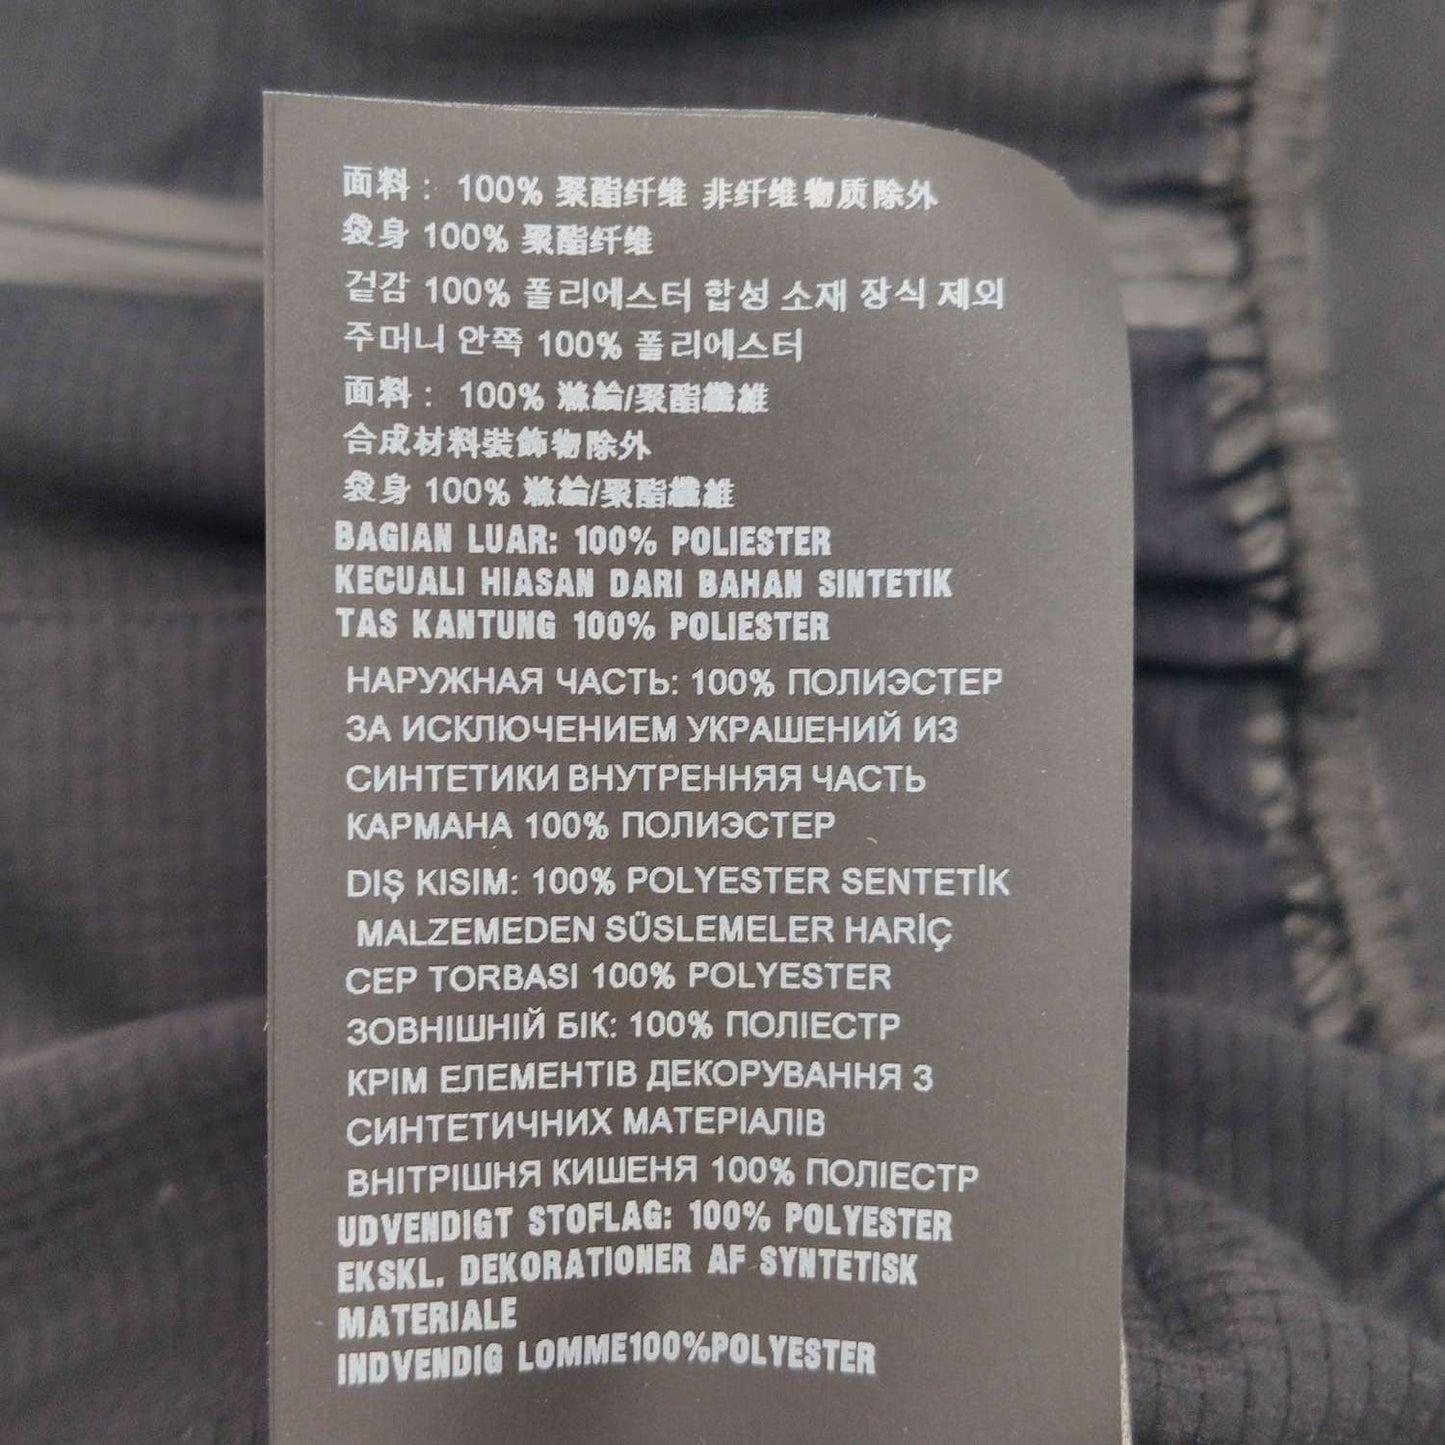 面料： 100% 聚酯纤维 非纤维物质除外
袋身 100% 聚酯纤维
겉감 100% 폴리에스터 합성 소재 장식 제외
주머니 안쪽 100% 폴리에스터
面料： 100% 滌綸/聚酯纖維
合成材料裝飾物除外
袋身 100% 滌綸/聚酯纖維
BAGIAN LUAR: 100% POLIESTER
KECUALI HIASAN DARI BAHAN SINTETIK
TAS KANTUNG 100% POLIESTER
НАРУЖНАЯ ЧАСТЬ: 100% ПОЛИЭСТЕР
ЗА ИСКЛЮЧЕНИЕМ УКРАШЕНИЙ ИЗ
СИНТЕТИКИ ВНУТРЕННЯЯ ЧАСТЬ
КАРМАНА 100% ПОЛИЭСТЕР
DIŞ KISIM: 100% POLYESTER SENTETİK
MALZEMEDEN SÜSLEMELER HARİÇ
CEP TORBASI 100% POLYESTER
ЗОВНІШНІЙ БІК: 100% ПОЛІЕСТР
КРІМ ЕЛЕМЕНТІВ ДЕКОРУВАННЯ З
СИНТЕТИЧНИХ МАТЕРІАЛІВ
ВНІТРІШНЯ КИШЕНЯ 100% ПОЛІЕСТР
UDVENDIGT STOFLAG: 100% POLYESTER
EKSKL. DEKORATIONER AF SYNTETISK
MATERIALE
INDVENDIG LOMME100%POLYESTER